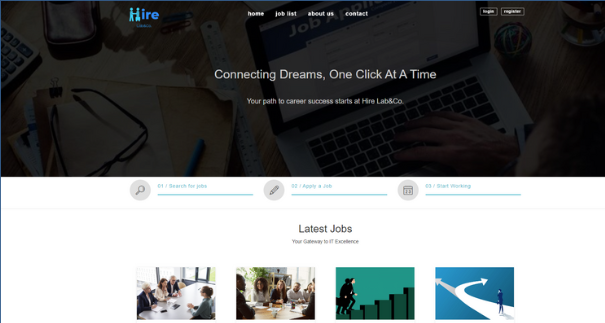 Hire
home job list about us contact
login register
Job Applic
Connecting Dreams, One Click At A Time
Your path to career success starts at Hire Lab&Co.
01 / Search for jobs
02 / Apply a Job
03 / Start Working
Latest Jobs
Your Gateway to IT Excellence